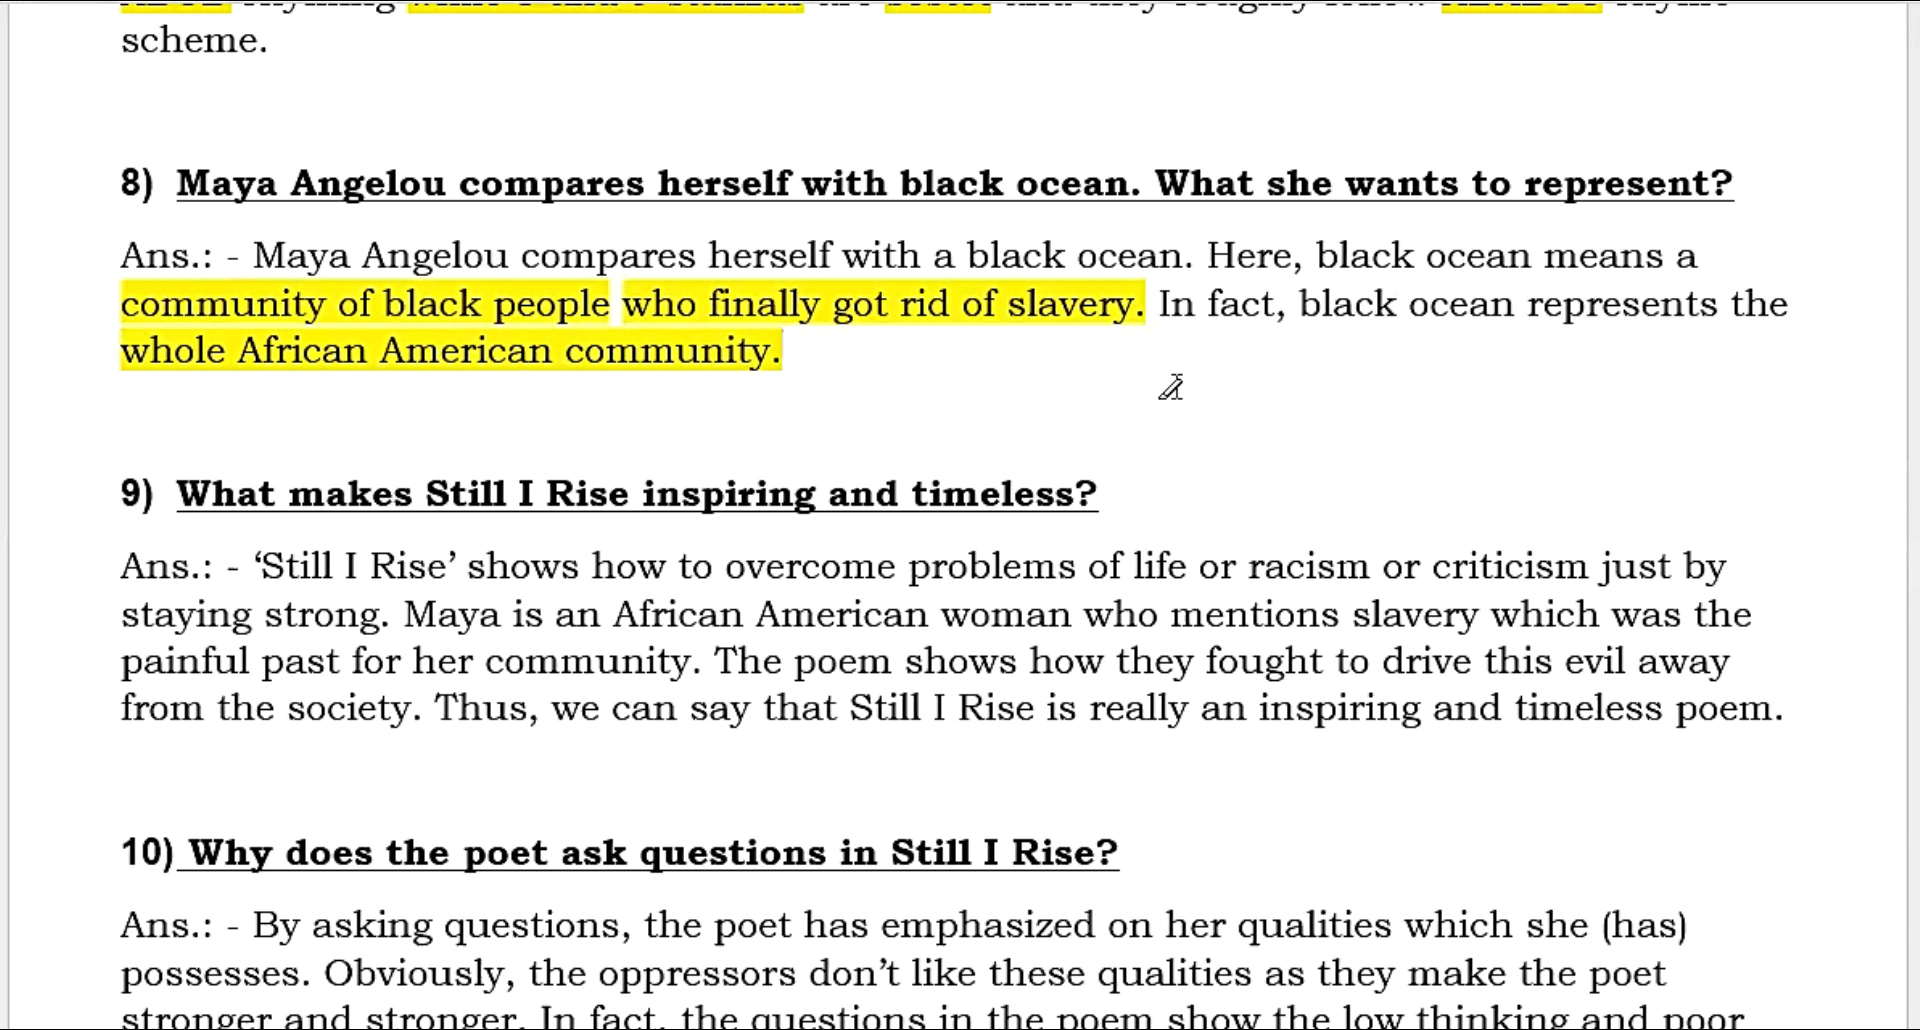 scheme.
8) Maya Angelou compares herself with black ocean. What she wants to represent?
Ans.: - Maya Angelou compares herself with a black ocean. Here, black ocean means a
community of black people who finally got rid of slavery. In fact, black ocean represents the
whole African American community.
9) What makes Still I Rise inspiring and timeless?
Ans.: - ‘Still I Rise’ shows how to overcome problems of life or racism or criticism just by
staying strong. Maya is an African American woman who mentions slavery which was the
painful past for her community. The poem shows how they fought to drive this evil away
from the society. Thus, we can say that Still I Rise is really an inspiring and timeless poem.
10) Why does the poet ask questions in Still I Rise?
Ans.: - By asking questions, the poet has emphasized on her qualities which she (has)
possesses. Obviously, the oppressors don’t like these qualities as they make the poet
stronger and stronger. In fact, the questions in the poem show the low thinking and poor